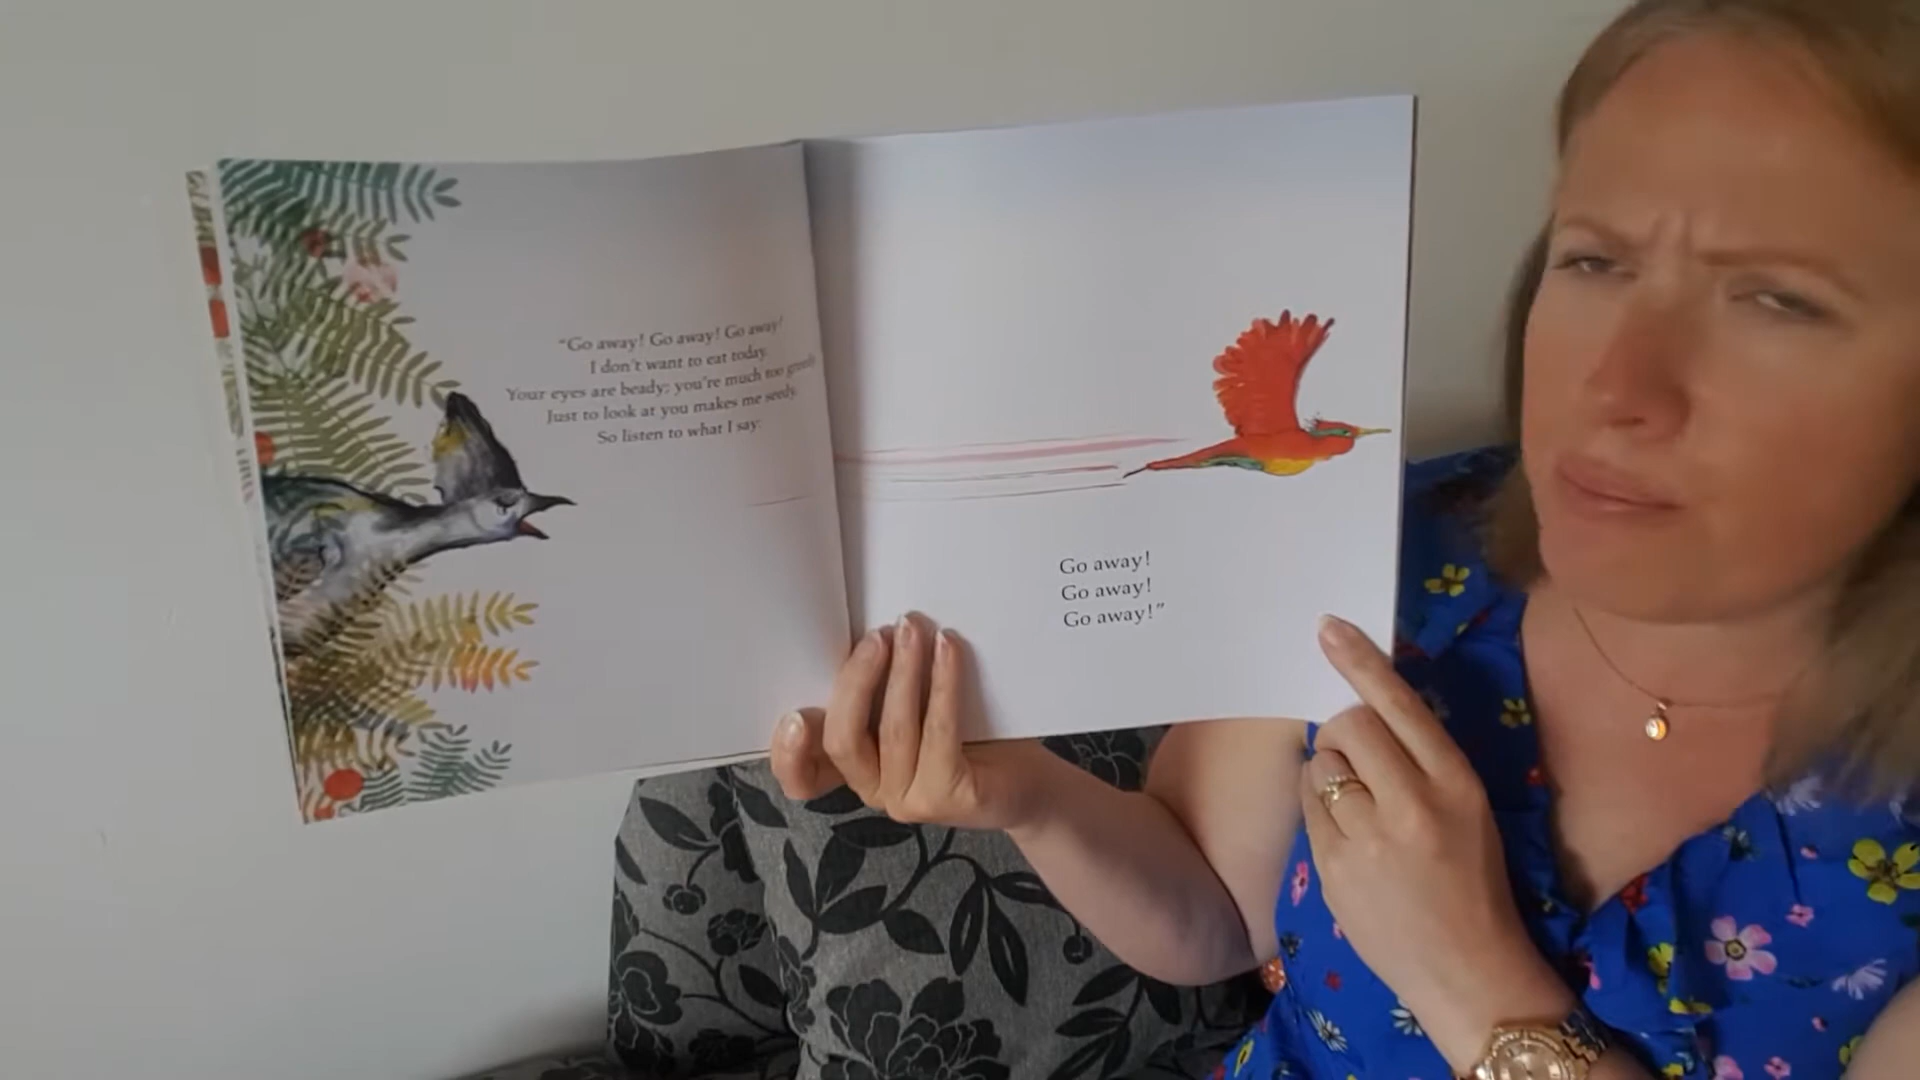 "Go away! Go away! Go away!
I don't want to eat today.
Your eyes are beady; you're much too greedy.
Just to look at you makes me seedy.
So listen to what I say:
Go away!
Go away!
Go away!"